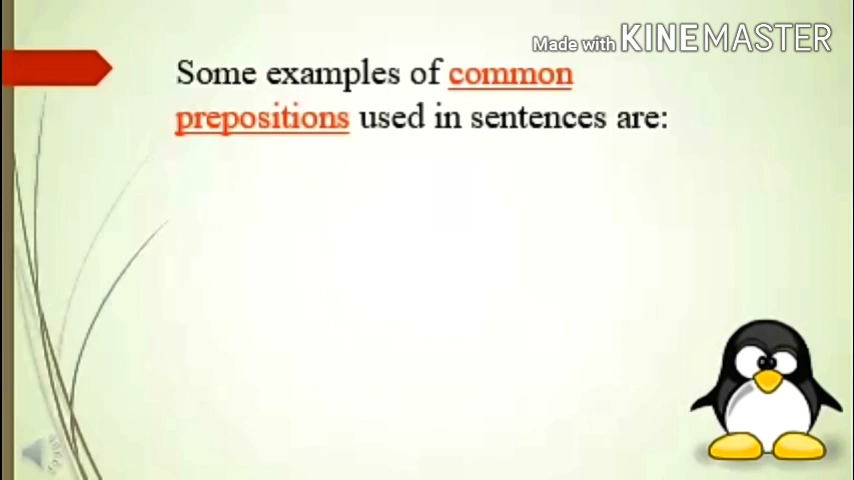 Made with KINEMASTER
Some examples of common
prepositions used in sentences are: